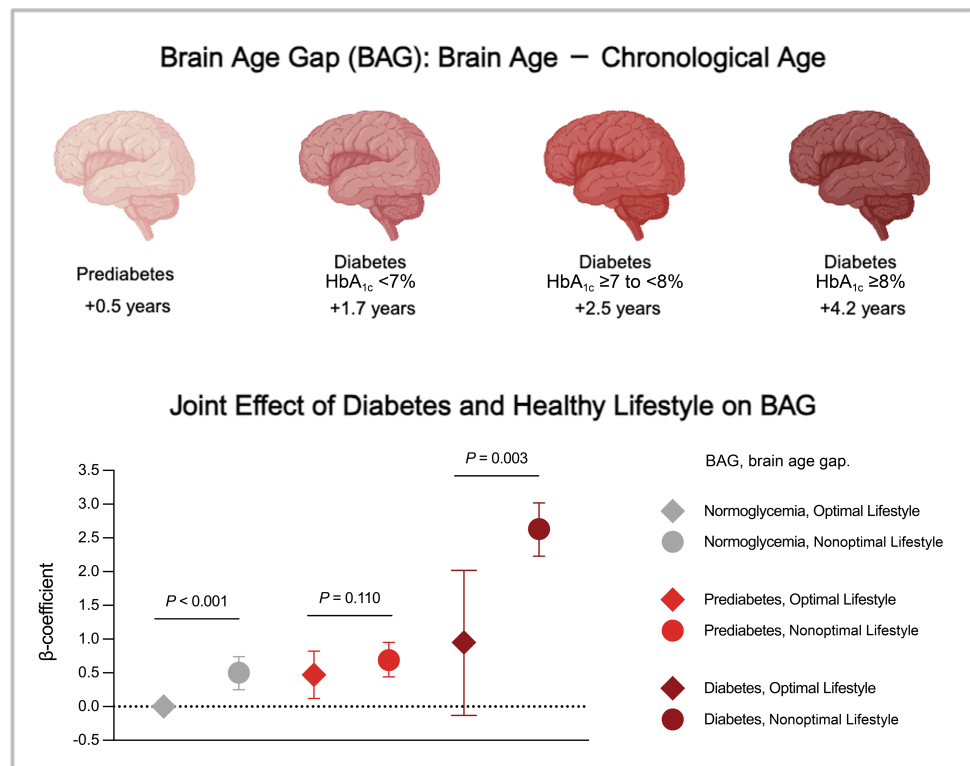 Brain Age Gap (BAG): Brain Age − Chronological Age
Prediabetes
+0.5 years
Diabetes
HbA1c <7%
+1.7 years
Diabetes
HbA1c ≥7 to <8%
+2.5 years
Diabetes
HbA1c ≥8%
+4.2 years
Joint Effect of Diabetes and Healthy Lifestyle on BAG
β-coefficient
3.5
3.0
2.5
2.0
1.5
1.0
0.5
0.0
-0.5
P < 0.001
P = 0.110
P = 0.003
BAG, brain age gap.
Normoglycemia, Optimal Lifestyle
Normoglycemia, Nonoptimal Lifestyle
Prediabetes, Optimal Lifestyle
Prediabetes, Nonoptimal Lifestyle
Diabetes, Optimal Lifestyle
Diabetes, Nonoptimal Lifestyle